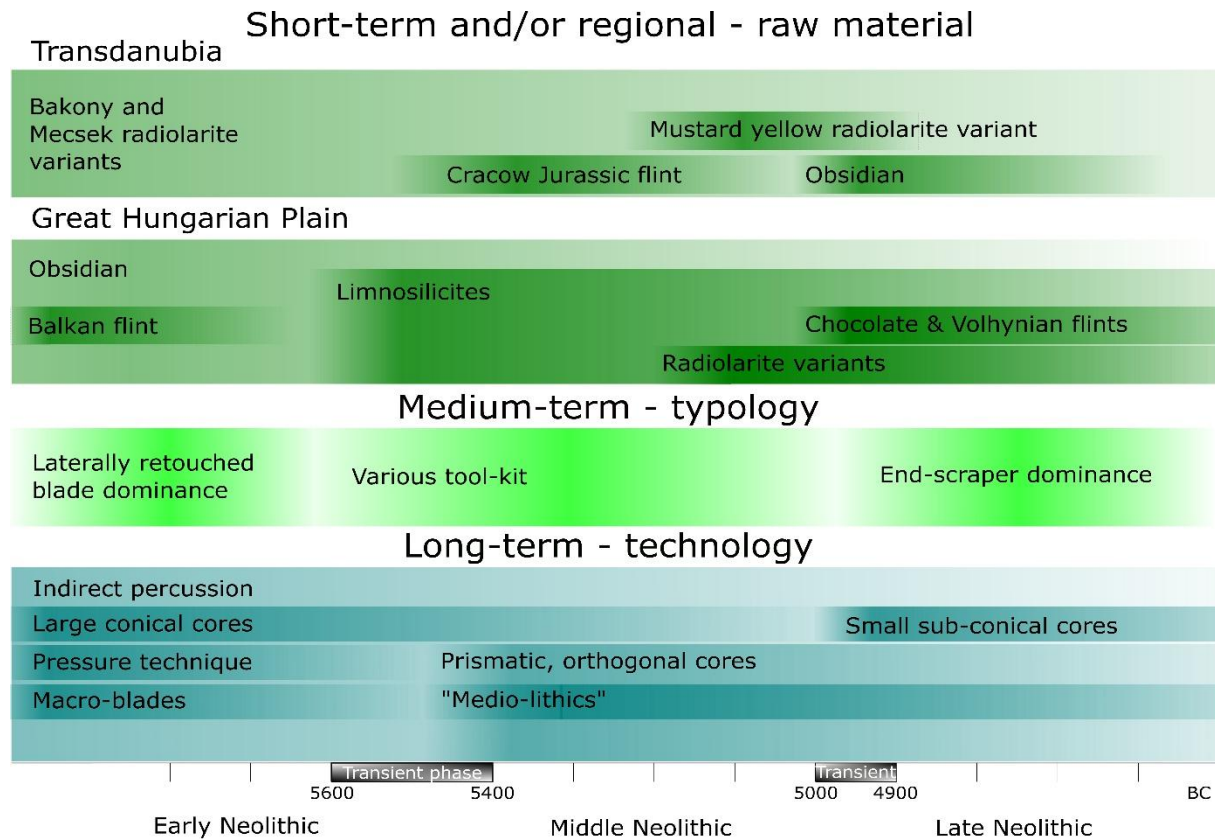 Short-term and/or regional - raw material
Transdanubia
Bakony and
Mecsek radiolarite
variants
Mustard yellow radiolarite variant
Cracow Jurassic flint
Obsidian
Great Hungarian Plain
Obsidian
Limnosilicites
Balkan flint
Chocolate & Volhynian flints
Radiolarite variants
Medium-term - typology
Laterally retouched
blade dominance
Various tool-kit
End-scraper dominance
Long-term - technology
Indirect percussion
Large conical cores
Small sub-conical cores
Pressure technique
Prismatic, orthogonal cores
Macro-blades
"Medio-lithics"
Transient phase
Transient
5600
5400
5000
4900
BC
Early Neolithic
Middle Neolithic
Late Neolithic